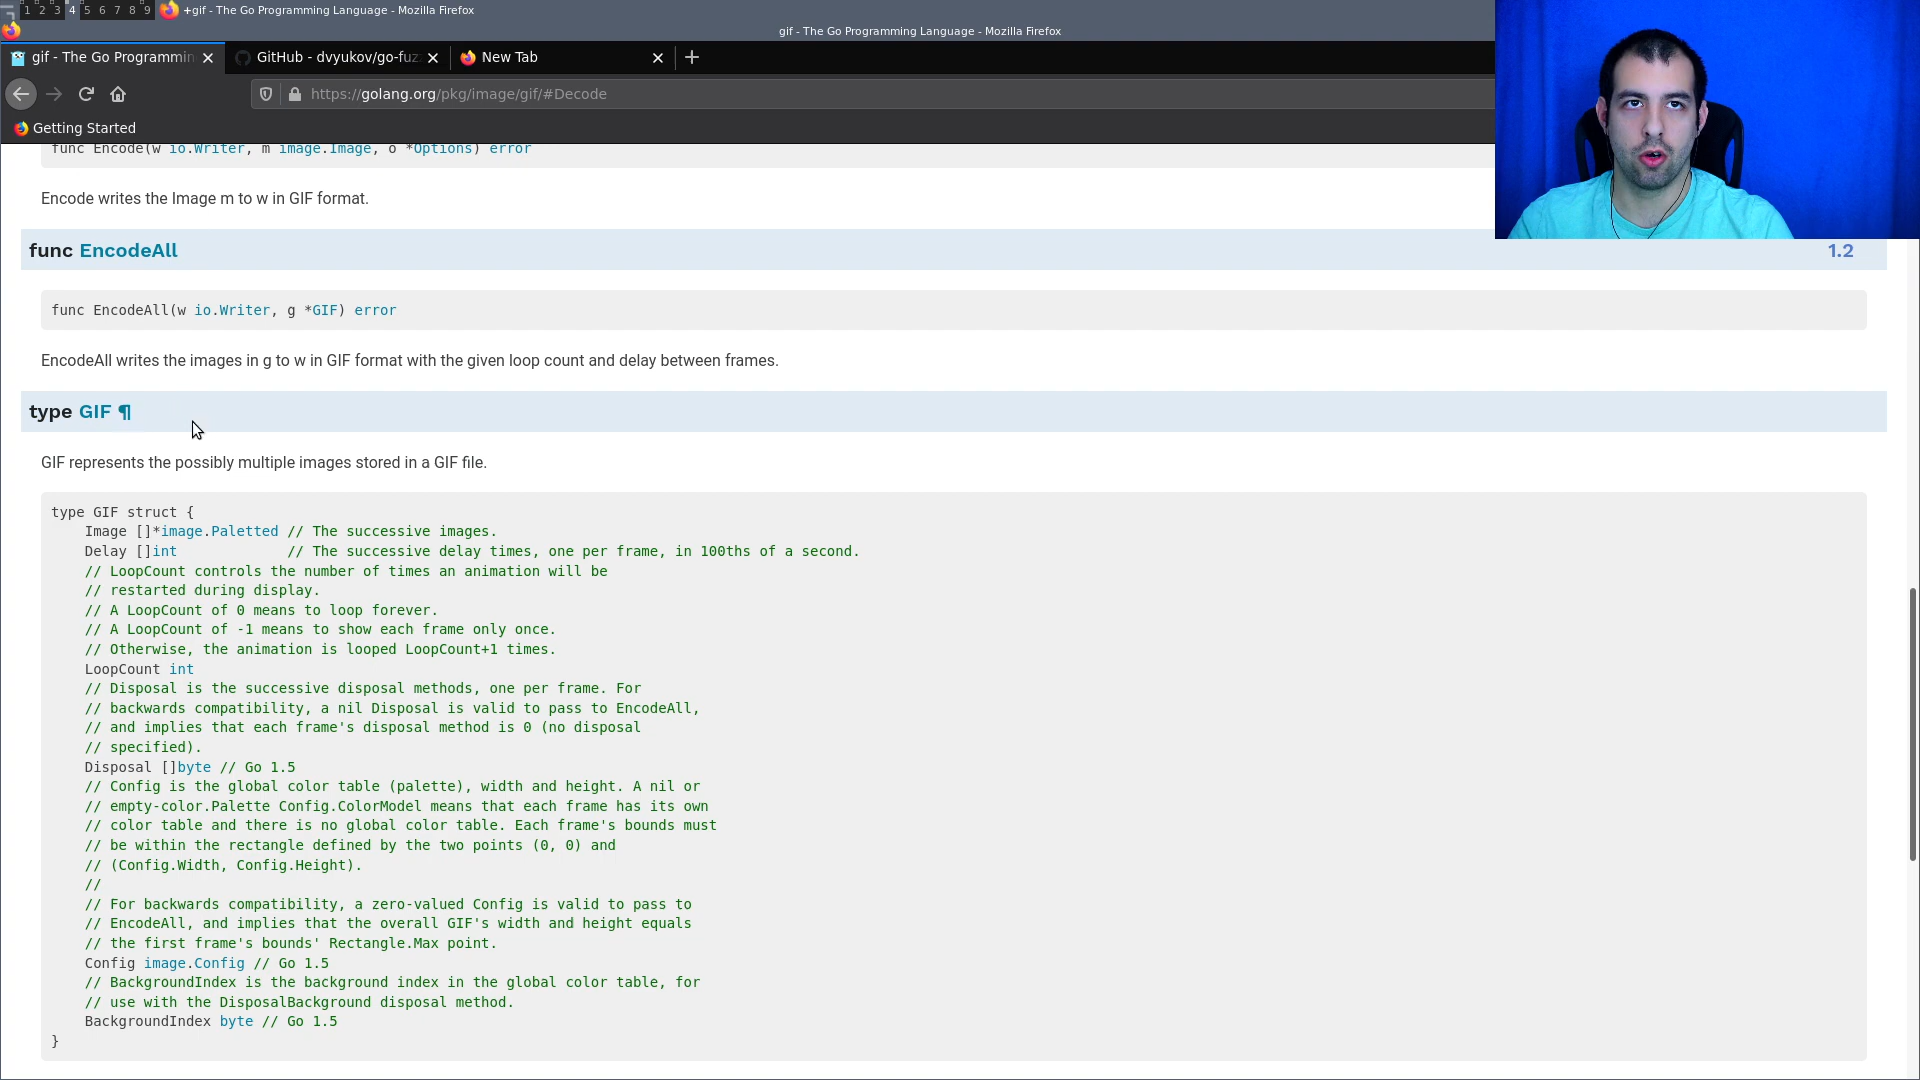 1 2 3 4 5 6 7 8 9 +gif - The Go Programming Language - Mozilla Firefox
gif - The Go Programming Language - Mozilla Firefox
gif - The Go Programmin
GitHub - dvyukov/go-fuz
New Tab
https://golang.org/pkg/image/gif/#Decode
Getting Started
func Encode(w io.Writer, m image.Image, o *Options) error
Encode writes the Image m to w in GIF format.
func EncodeAll 1.2
func EncodeAll(w io.Writer, g *GIF) error
EncodeAll writes the images in g to w in GIF format with the given loop count and delay between frames.
type GIF ¶
GIF represents the possibly multiple images stored in a GIF file.
type GIF struct {
    Image []*image.Paletted // The successive images.
    Delay []int             // The successive delay times, one per frame, in 100ths of a second.
    // LoopCount controls the number of times an animation will be
    // restarted during display.
    // A LoopCount of 0 means to loop forever.
    // A LoopCount of -1 means to show each frame only once.
    // Otherwise, the animation is looped LoopCount+1 times.
    LoopCount int
    // Disposal is the successive disposal methods, one per frame. For
    // backwards compatibility, a nil Disposal is valid to pass to EncodeAll,
    // and implies that each frame's disposal method is 0 (no disposal
    // specified).
    Disposal []byte // Go 1.5
    // Config is the global color table (palette), width and height. A nil or
    // empty-color.Palette Config.ColorModel means that each frame has its own
    // color table and there is no global color table. Each frame's bounds must
    // be within the rectangle defined by the two points (0, 0) and
    // (Config.Width, Config.Height).
    //
    // For backwards compatibility, a zero-valued Config is valid to pass to
    // EncodeAll, and implies that the overall GIF's width and height equals
    // the first frame's bounds' Rectangle.Max point.
    Config image.Config // Go 1.5
    // BackgroundIndex is the background index in the global color table, for
    // use with the DisposalBackground disposal method.
    BackgroundIndex byte // Go 1.5
}